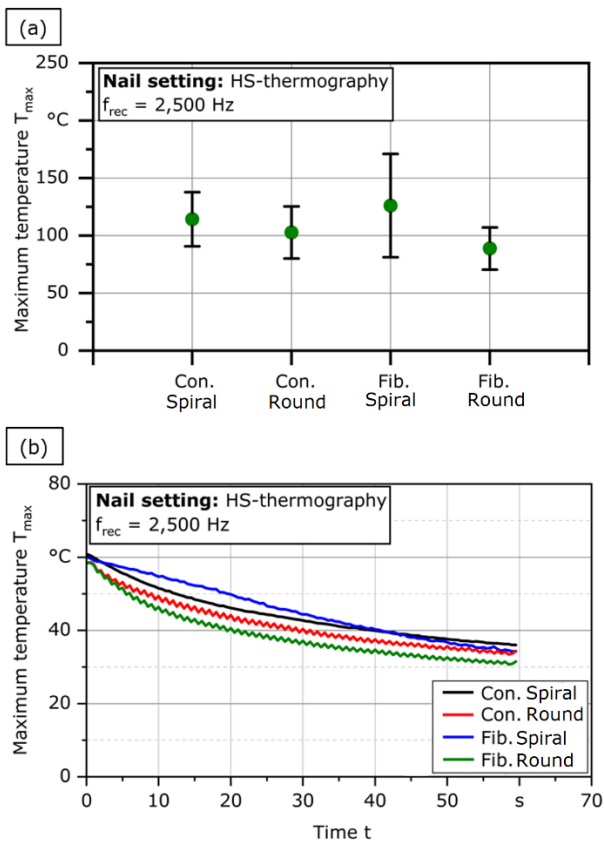 (a)
Maximum temperature T_max
250
°C
150
100
50
0
Nail setting: HS-thermography
f_rec = 2,500 Hz
Con. Spiral
Con. Round
Fib. Spiral
Fib. Round
(b)
Maximum temperature T_max
80
°C
40
20
0
Nail setting: HS-thermography
f_rec = 2,500 Hz
Con. Spiral
Con. Round
Fib. Spiral
Fib. Round
0 10 20 30 40 50 s 70
Time t